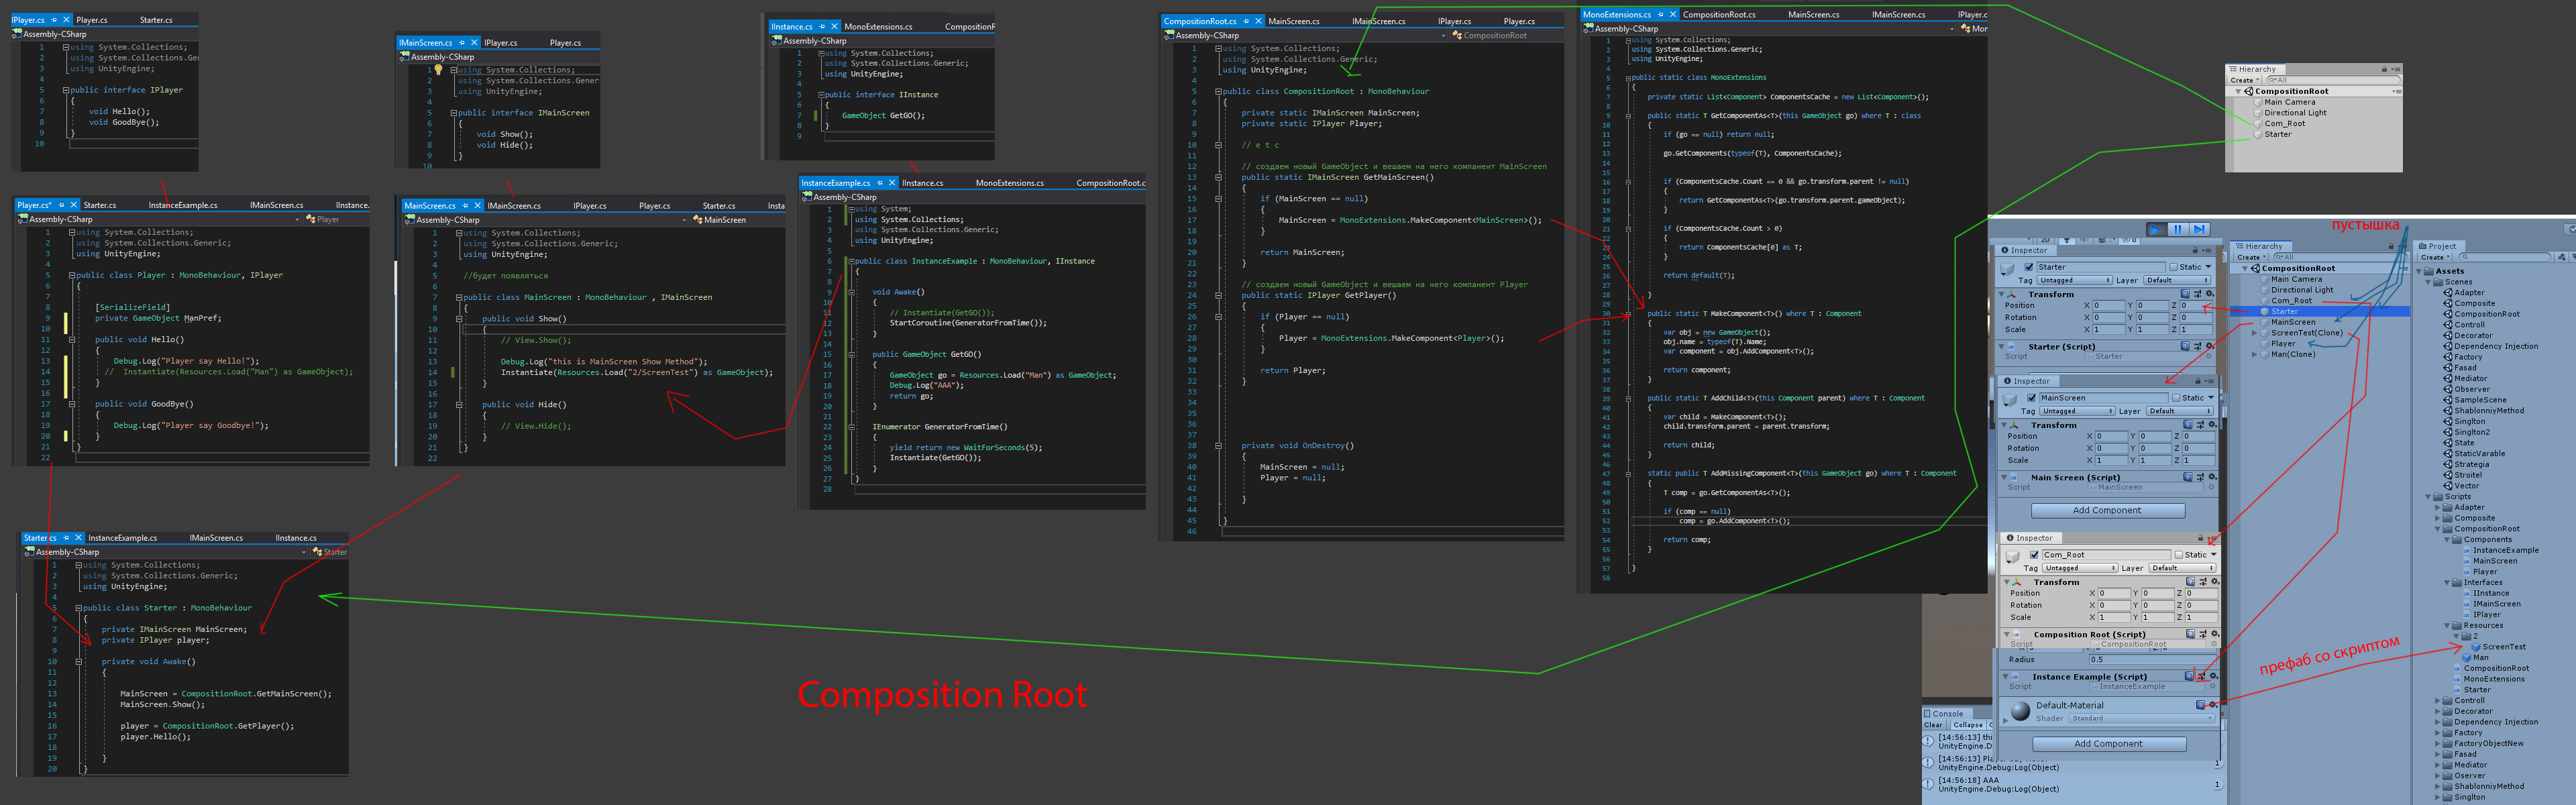 IPlayer.cs Player.cs Starter.cs
Assembly-CSharp
1 using System.Collections;
2 using System.Collections.Ge
3 using UnityEngine;
4
5 public interface IPlayer
6 {
7 void Hello();
8 void GoodBye();
9 }
10
IMainScreen.cs IPlayer.cs Player.cs
Assembly-CSharp
1 using System.Collections;
2 using System.Collections.Gener
3 using UnityEngine;
4
5 public interface IMainScreen
6 {
7 void Show();
8 void Hide();
9 }
10
IInstance.cs MonoExtensions.cs CompositionR
Assembly-CSharp
1 using System.Collections;
2 using System.Collections.Generic;
3 using UnityEngine;
4
5 public interface IInstance
6 {
7 GameObject GetGO();
8 }
9
Player.cs* Starter.cs InstanceExample.cs IMainScreen.cs IInstance.
Assembly-CSharp Player
1 using System.Collections;
2 using System.Collections.Generic;
3 using UnityEngine;
4
5 public class Player : MonoBehaviour, IPlayer
6 {
7
8 [SerializeField]
9 private GameObject ManPref;
10
11 public void Hello()
12 {
13 Debug.Log("Player say Hello!");
14 // Instantiate(Resources.Load("Man") as GameObject);
15 }
16
17 public void GoodBye()
18 {
19 Debug.Log("Player say Goodbye!");
20 }
21 }
22
MainScreen.cs IMainScreen.cs IPlayer.cs Player.cs Starter.cs Insta
Assembly-CSharp MainScreen
1 using System.Collections;
2 using System.Collections.Generic;
3 using UnityEngine;
4
5 //будет появляться
6
7 public class MainScreen : MonoBehaviour , IMainScreen
8 {
9 public void Show()
10 {
11 // View.Show();
12
13 Debug.Log("this is MainScreen Show Method");
14 Instantiate(Resources.Load("2/ScreenTest") as GameObject);
15 }
16
17 public void Hide()
18 {
19 // View.Hide();
20 }
21 }
22
InstanceExample.cs IInstance.cs MonoExtensions.cs CompositionRoot.c
Assembly-CSharp
1 using System;
2 using System.Collections;
3 using System.Collections.Generic;
4 using UnityEngine;
5
6 public class InstanceExample : MonoBehaviour, IInstance
7 {
8
9 void Awake()
10 {
11 // Instantiate(GetGO());
12 StartCoroutine(GeneratorFromTime());
13 }
14
15 public GameObject GetGO()
16 {
17 GameObject go = Resources.Load("Man") as GameObject;
18 Debug.Log("AAA");
19 return go;
20 }
21
22 IEnumerator GeneratorFromTime()
23 {
24 yield return new WaitForSeconds(5);
25 Instantiate(GetGO());
26 }
27 }
28
Starter.cs InstanceExample.cs IMainScreen.cs IInstance.cs
Assembly-CSharp Starter
1 using System.Collections;
2 using System.Collections.Generic;
3 using UnityEngine;
4
5 public class Starter : MonoBehaviour
6 {
7 private IMainScreen MainScreen;
8 private IPlayer player;
9
10 private void Awake()
11 {
12
13 MainScreen = CompositionRoot.GetMainScreen();
14 MainScreen.Show();
15
16 player = CompositionRoot.GetPlayer();
17 player.Hello();
18
19 }
20 }
Composition Root
CompositionRoot.cs MainScreen.cs IMainScreen.cs IPlayer.cs Player.cs
Assembly-CSharp CompositionRoot
1 using System.Collections;
2 using System.Collections.Generic;
3 using UnityEngine;
4
5 public class CompositionRoot : MonoBehaviour
6 {
7 private static IMainScreen MainScreen;
8 private static IPlayer Player;
9
10 // e t c
11
12 // создаем новый GameObject и вешаем на него компанент MainScreen
13 public static IMainScreen GetMainScreen()
14 {
15 if (MainScreen == null)
16 {
17 MainScreen = MonoExtensions.MakeComponent<MainScreen>();
18 }
19
20 return MainScreen;
21 }
22
23 // создаем новый GameObject и вешаем на него компанент Player
24 public static IPlayer GetPlayer()
25 {
26 if (Player == null)
27 {
28 Player = MonoExtensions.MakeComponent<Player>();
29 }
30
31 return Player;
32 }
33
34
35
36
37
38 private void OnDestroy()
39 {
40 MainScreen = null;
41 Player = null;
42
43 }
44
45 }
46
MonoExtensions.cs CompositionRoot.cs MainScreen.cs IMainScreen.cs IPlayer.c
Assembly-CSharp Mor
1 using System.Collections;
2 using System.Collections.Generic;
3 using UnityEngine;
4
5 public static class MonoExtensions
6 {
7 private static List<Component> ComponentsCache = new List<Component>();
8
9 public static T GetComponentAs<T>(this GameObject go) where T : class
10 {
11 if (go == null) return null;
12
13 go.GetComponents(typeof(T), ComponentsCache);
14
15
16 if (ComponentsCache.Count == 0 && go.transform.parent != null)
17 {
18 return GetComponentAs<T>(go.transform.parent.gameObject);
19 }
20
21 if (ComponentsCache.Count > 0)
22 {
23 return ComponentsCache[0] as T;
24 }
25
26 return default(T);
27
28 }
29
30 public static T MakeComponent<T>() where T : Component
31 {
32 var obj = new GameObject();
33 obj.name = typeof(T).Name;
34 var component = obj.AddComponent<T>();
35
36 return component;
37 }
38
39 public static T AddChild<T>(this Component parent) where T : Component
40 {
41 var child = MakeComponent<T>();
42 child.transform.parent = parent.transform;
43
44 return child;
45 }
46
47 static public T AddMissingComponent<T>(this GameObject go) where T : Component
48 {
49 T comp = go.GetComponentAs<T>();
50
51 if (comp == null)
52 comp = go.AddComponent<T>();
53
54 return comp;
55 }
56
57 }
58
Hierarchy
Create All
CompositionRoot
Main Camera
Directional Light
Com_Root
Starter
пустышка
Inspector
Starter Static
Tag Untagged Layer Default
Transform
Position X 0 Y 0 Z 0
Rotation X 0 Y 0 Z 0
Scale X 1 Y 1 Z 1
Starter (Script)
Script Starter
Inspector
MainScreen Static
Tag Untagged Layer Default
Transform
Position X 0 Y 0 Z 0
Rotation X 0 Y 0 Z 0
Scale X 1 Y 1 Z 1
Main Screen (Script)
Script MainScreen
Add Component
Inspector
Com_Root Static
Tag Untagged Layer Default
Transform
Position X 0 Y 0 Z 0
Rotation X 0 Y 0 Z 0
Scale X 1 Y 1 Z 1
Composition Root (Script)
Script CompositionRoot
Radius 0.5
Instance Example (Script)
Script InstanceExample
Default-Material
Shader Standard
Add Component
Console
Clear Collapse
[14:56:13] thi
UnityEngine.De
[14:56:13] Pla
UnityEngine.Debug:Log(Object)
1
[14:56:18] AAA
UnityEngine.Debug:Log(Object)
1
Hierarchy
Create All
CompositionRoot
Main Camera
Directional Light
Com_Root
Starter
MainScreen
ScreenTest(Clone)
Player
Man(Clone)
префаб со скриптом
Project
Create
Assets
Scenes
Adapter
Composite
CompositionRoot
Controll
Decorator
Dependency Injection
Factory
Fasad
Mediator
Observer
SampleScene
ShablonniyMethod
Singlton
Singlton2
State
StaticVarable
Strategia
Stroitel
Vector
Scripts
Adapter
Composite
CompositionRoot
Components
InstanceExample
MainScreen
Player
Interfaces
IInstance
IMainScreen
IPlayer
Resources
2
ScreenTest
Man
CompositionRoot
MonoExtensions
Starter
Controll
Decorator
Dependency Injection
Factory
FactoryObjectNew
Fasad
Mediator
Oserver
ShablonniyMethod
Singlton